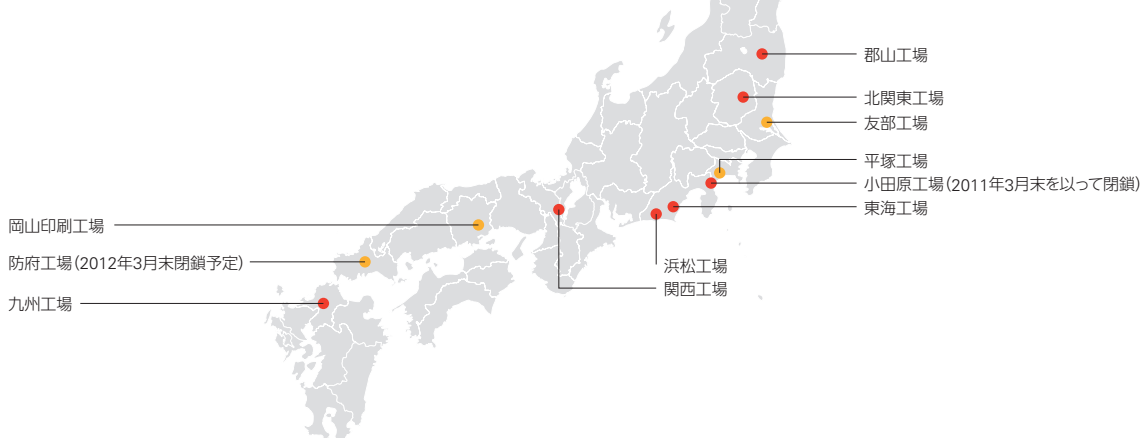 郡山工場
北関東工場
友部工場
平塚工場
小田原工場(2011年3月末を以って閉鎖)
東海工場
浜松工場
関西工場
岡山印刷工場
防府工場(2012年3月末閉鎖予定)
九州工場